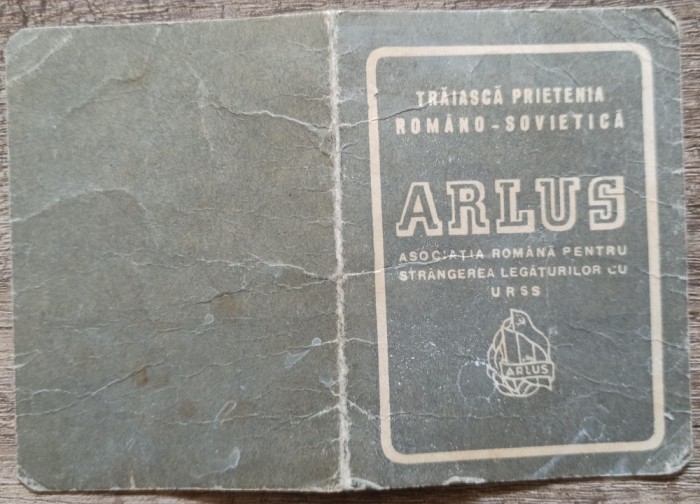 TRĂIASCĂ PRIETENIA
ROMÂNO-SOVIETICĂ
ARLUS
ASOCIAȚIA ROMÂNĂ PENTRU
STRÂNGEREA LEGĂTURILOR CU
URSS
ARLUS